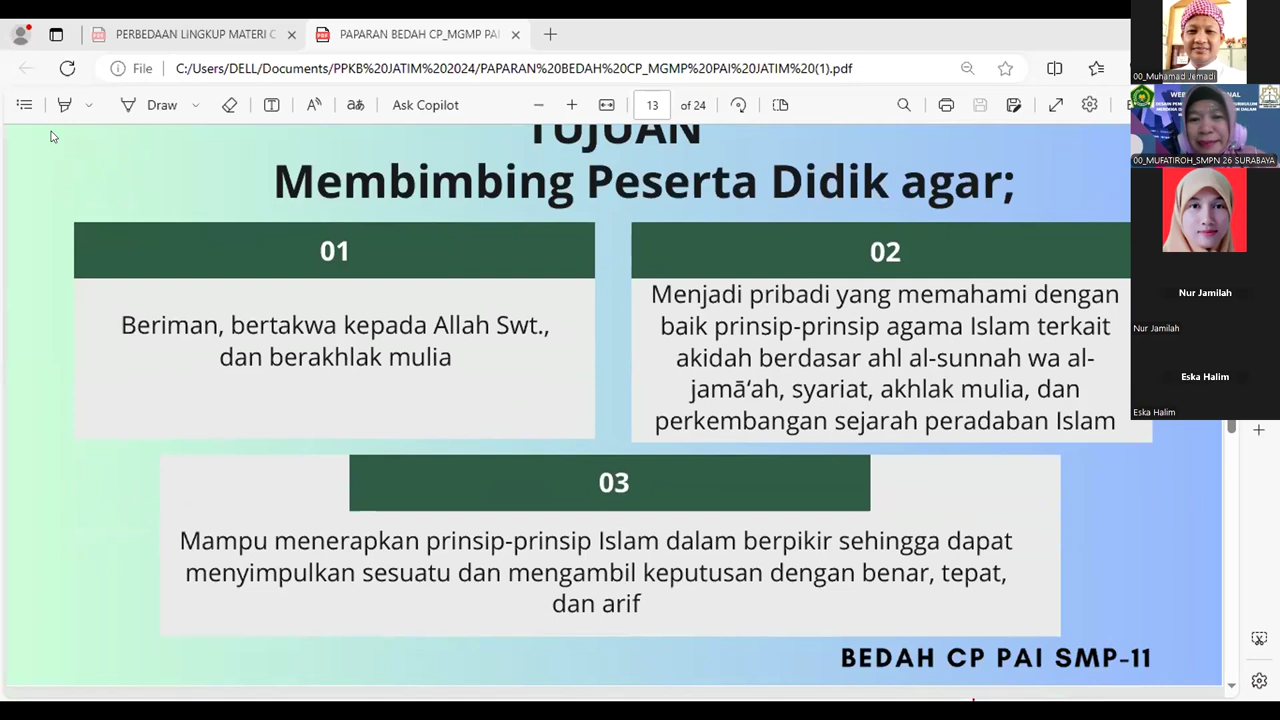 PERBEDAAN LINGKUP MATERI C
PAPARAN BEDAH CP_MGMP PAI
File
C:/Users/DELL/Documents/PPKB%20JATIM%202024/PAPARAN%20BEDAH%20CP_MGMP%20PAI%20JATIM%20(1).pdf
Draw
Ask Copilot
13 of 24
TUJUAN
Membimbing Peserta Didik agar;
01
Beriman, bertakwa kepada Allah Swt.,
dan berakhlak mulia
02
Menjadi pribadi yang memahami dengan
baik prinsip-prinsip agama Islam terkait
akidah berdasar ahl al-sunnah wa al-
jamā‘ah, syariat, akhlak mulia, dan
perkembangan sejarah peradaban Islam
03
Mampu menerapkan prinsip-prinsip Islam dalam berpikir sehingga dapat
menyimpulkan sesuatu dan mengambil keputusan dengan benar, tepat,
dan arif
BEDAH CP PAI SMP-11
00_Muhamad Jemadi
00_MUFATIROH_SMPN 26 SURABAYA
Nur Jamilah
Nur Jamilah
Eska Halim
Eska Halim